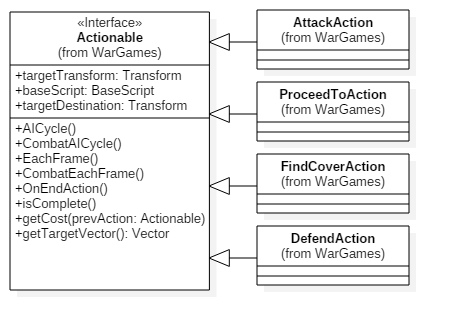 «Interface»
Actionable
(from WarGames)
+targetTransform: Transform
+baseScript: BaseScript
+targetDestination: Transform
+AICycle()
+CombatAICycle()
+EachFrame()
+CombatEachFrame()
+OnEndAction()
+isComplete()
+getCost(prevAction: Actionable)
+getTargetVector(): Vector
AttackAction
(from WarGames)
ProceedToAction
(from WarGames)
FindCoverAction
(from WarGames)
DefendAction
(from WarGames)